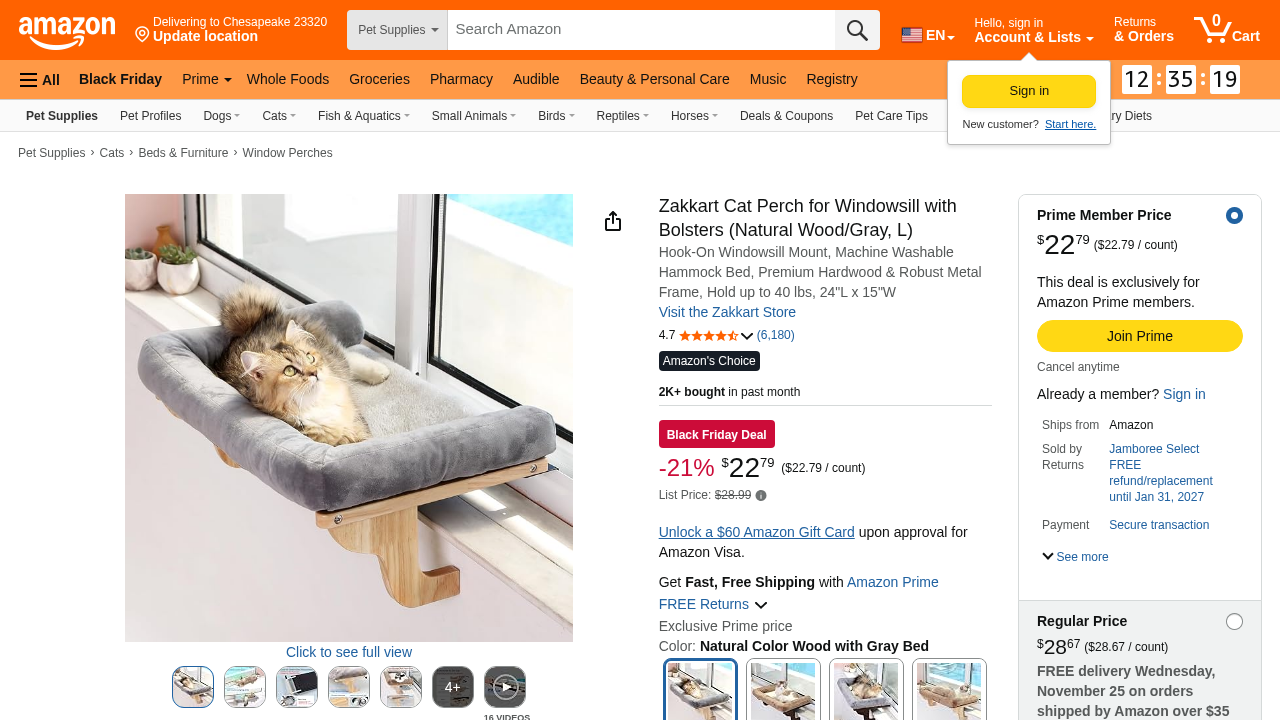 amazon
Delivering to Chesapeake 23320
Update location
Pet Supplies
Search Amazon
EN
Hello, sign in
Account & Lists
Returns
& Orders
0
Cart
All
Black Friday
Prime
Whole Foods
Groceries
Pharmacy
Audible
Beauty & Personal Care
Music
Registry
12:35:19
Sign in
New customer? Start here.
Pet Supplies
Pet Profiles
Dogs
Cats
Fish & Aquatics
Small Animals
Birds
Reptiles
Horses
Deals & Coupons
Pet Care Tips
ry Diets
Pet Supplies › Cats › Beds & Furniture › Window Perches
Click to see full view
4+
16 VIDEOS
Zakkart Cat Perch for Windowsill with
Bolsters (Natural Wood/Gray, L)
Hook-On Windowsill Mount, Machine Washable
Hammock Bed, Premium Hardwood & Robust Metal
Frame, Hold up to 40 lbs, 24"L x 15"W
Visit the Zakkart Store
4.7 (6,180)
Amazon's Choice
2K+ bought in past month
Black Friday Deal
-21% $22 79 ($22.79 / count)
List Price: $28.99
Unlock a $60 Amazon Gift Card upon approval for
Amazon Visa.
Get Fast, Free Shipping with Amazon Prime
FREE Returns
Exclusive Prime price
Color: Natural Color Wood with Gray Bed
Prime Member Price
$22 79 ($22.79 / count)
This deal is exclusively for
Amazon Prime members.
Join Prime
Cancel anytime
Already a member? Sign in
Ships from Amazon
Sold by Jamboree Select
Returns FREE
refund/replacement
until Jan 31, 2027
Payment Secure transaction
See more
Regular Price
$28 67 ($28.67 / count)
FREE delivery Wednesday,
November 25 on orders
shipped by Amazon over $35